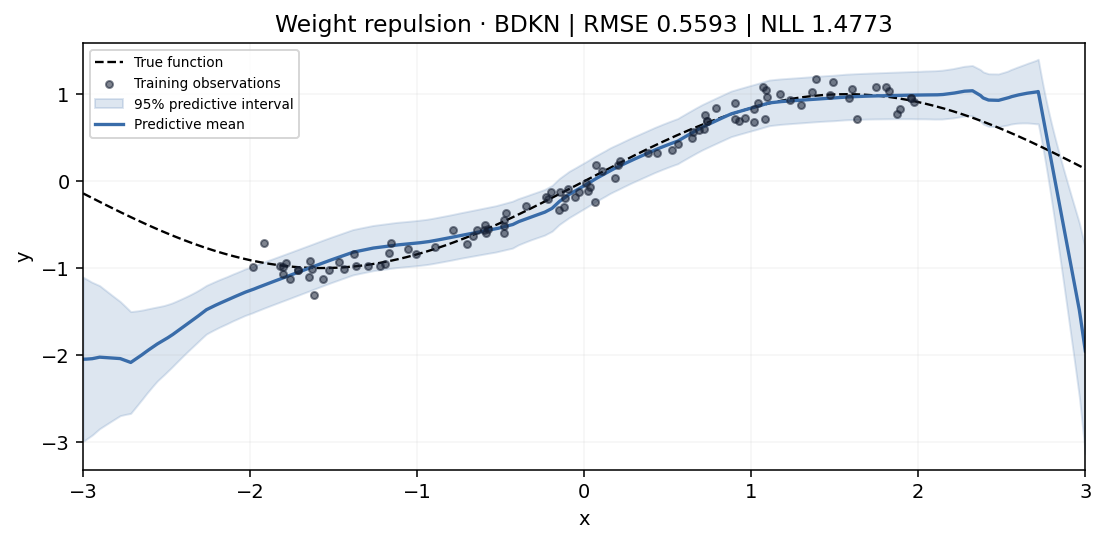 Weight repulsion · BDKN | RMSE 0.5593 | NLL 1.4773
True function
Training observations
95% predictive interval
Predictive mean
y
1
0
−1
−2
−3
−3
−2
−1
0
1
2
3
x